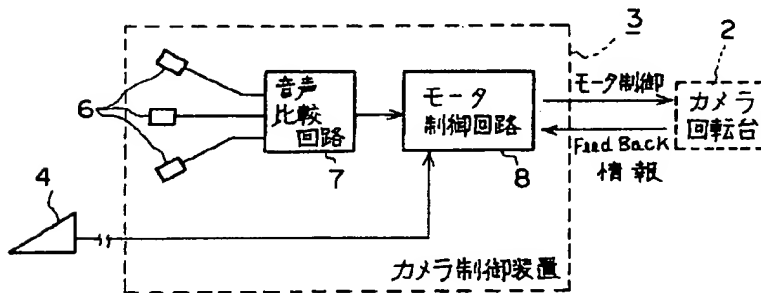 3
2
6
音声
比較
回路
7
モータ
制御回路
8
モータ制御
カメラ
回転台
Feed Back
情報
4
カメラ制御装置